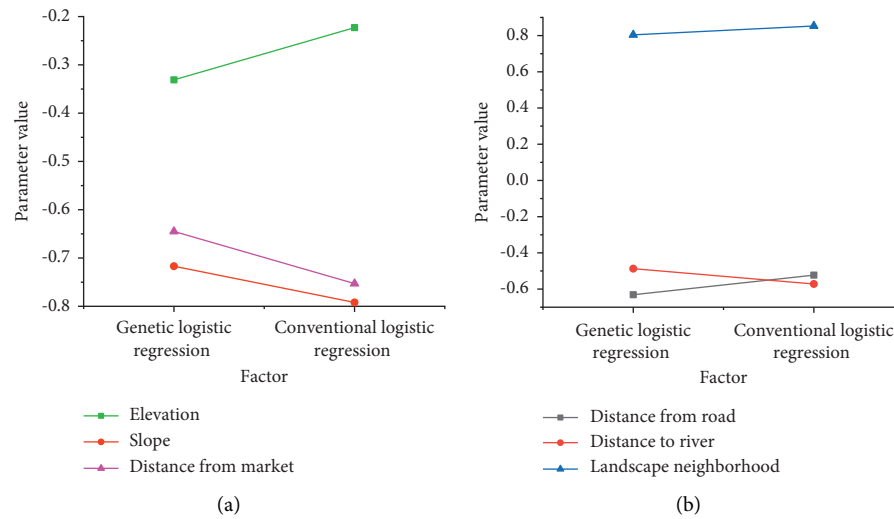 -0.2
-0.3
-0.4
-0.5
-0.6
-0.7
-0.8
Parameter value
Genetic logistic
regression
Conventional logistic
regression
Factor
Elevation
Slope
Distance from market
(a)
0.8
0.6
0.4
0.2
0.0
-0.2
-0.4
-0.6
Parameter value
Genetic logistic
regression
Conventional logistic
regression
Factor
Distance from road
Distance to river
Landscape neighborhood
(b)